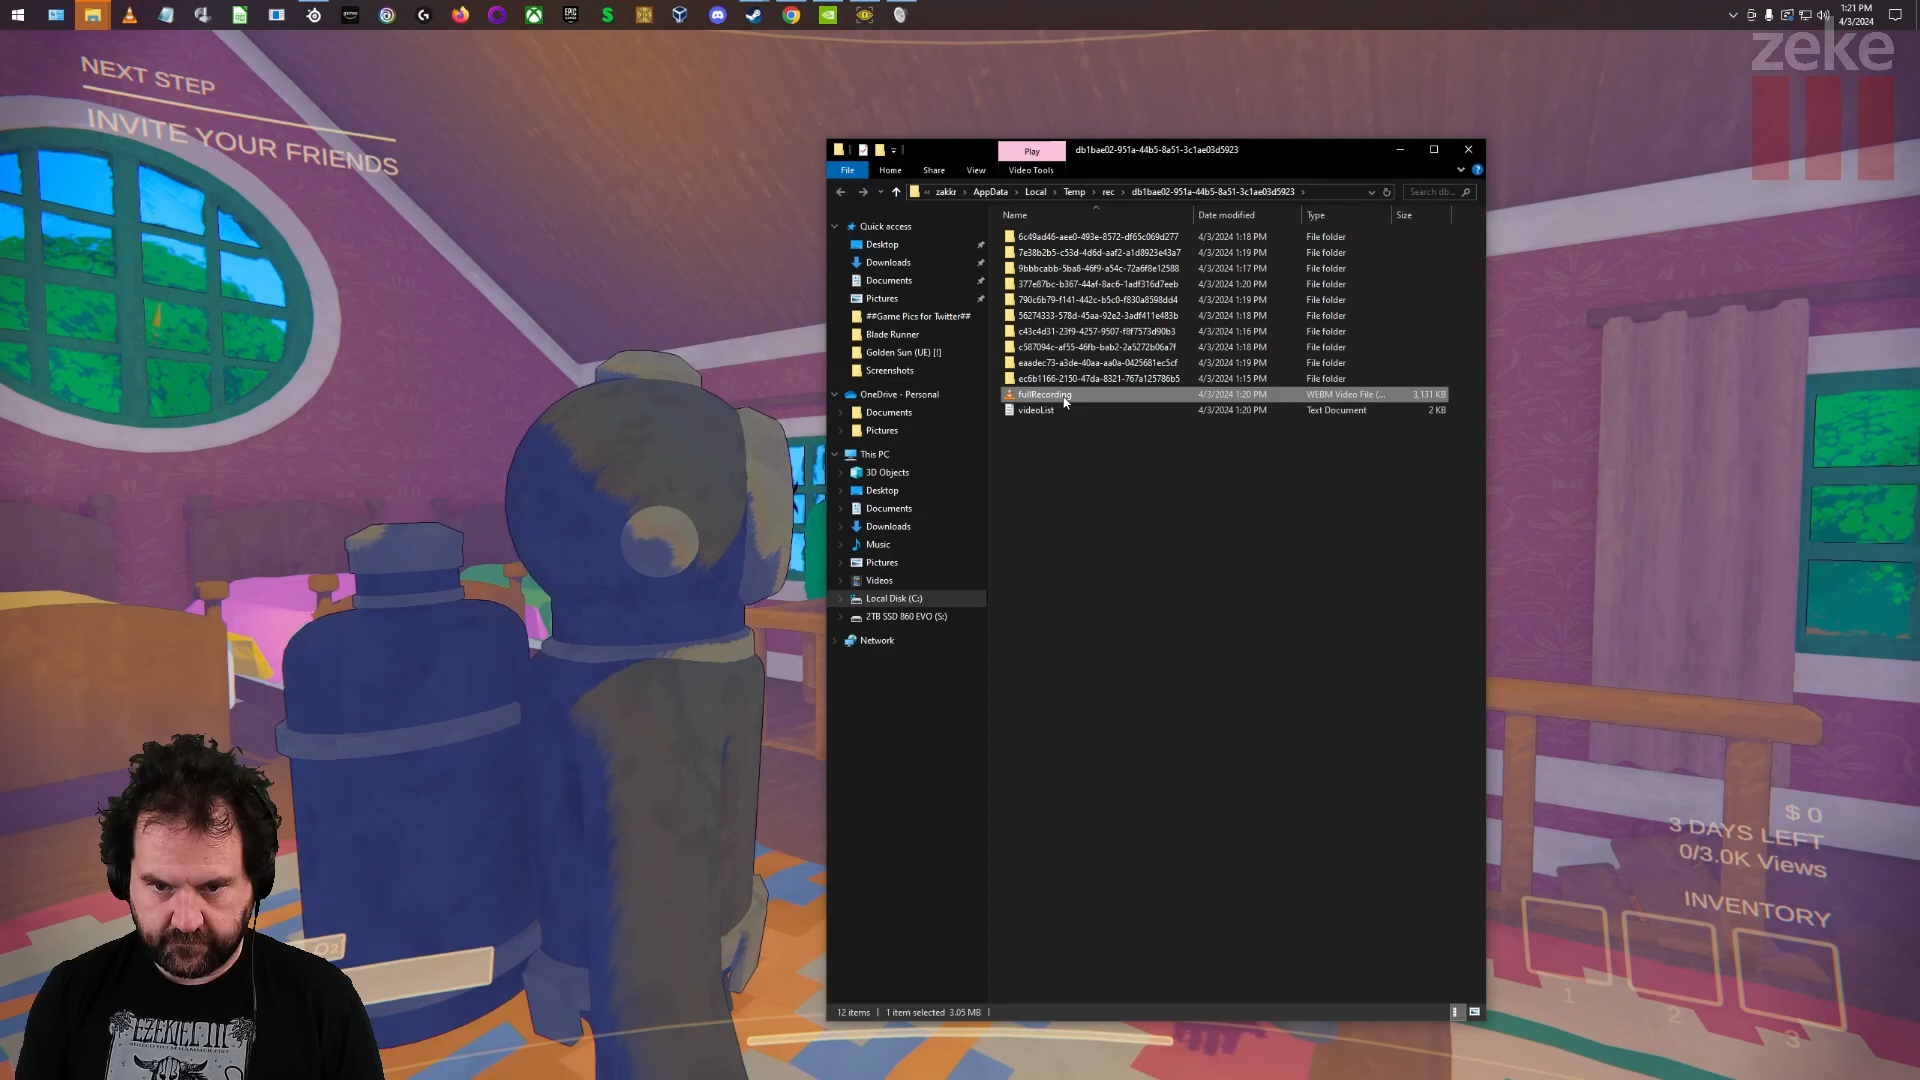 1:21 PM
4/3/2024
zeke
NEXT STEP
INVITE YOUR FRIENDS
Play
db1bae02-951a-44b5-8a51-3c1ae03d5923
File
Home
Share
View
Video Tools
« zakkr > AppData > Local > Temp > rec > db1bae02-951a-44b5-8a51-3c1ae03d5923 >
Search db...
Name
Date modified
Type
Size
Quick access
Desktop
Downloads
Documents
Pictures
##Game Pics for Twitter##
Blade Runner
Golden Sun (UE) [!]
Screenshots
OneDrive - Personal
Documents
Pictures
This PC
3D Objects
Desktop
Documents
Downloads
Music
Pictures
Videos
Local Disk (C:)
2TB SSD 860 EVO (S:)
Network
6c49ad46-aee0-493e-8572-df65c069d277 4/3/2024 1:18 PM File folder
7e38b2b5-c53d-4d6d-aaf2-a1d8923e43a7 4/3/2024 1:19 PM File folder
9bbbcabb-5ba8-46f9-a54c-72a6f8e12588 4/3/2024 1:17 PM File folder
377e87bc-b367-44af-8ac6-1adf316d7eeb 4/3/2024 1:20 PM File folder
790c6b79-f141-442c-b5c0-f830a8598dd4 4/3/2024 1:19 PM File folder
56274333-578d-45aa-92e2-3adf411e483b 4/3/2024 1:18 PM File folder
c43c4d31-23f9-4257-9507-f8f7573d90b3 4/3/2024 1:16 PM File folder
c587094c-af55-46fb-bab2-2a5272b06a7f 4/3/2024 1:18 PM File folder
eaadec73-a3de-40aa-aa0a-0425681ec5cf 4/3/2024 1:19 PM File folder
ec6b1166-2150-47da-8321-767a125786b5 4/3/2024 1:15 PM File folder
fullRecording 4/3/2024 1:20 PM WEBM Video File (... 3,131 KB
videoList 4/3/2024 1:20 PM Text Document 2 KB
12 items
1 item selected 3.05 MB
$ 0
3 DAYS LEFT
0/3.0K Views
INVENTORY
1
2
3
O2
EZEKIEL III